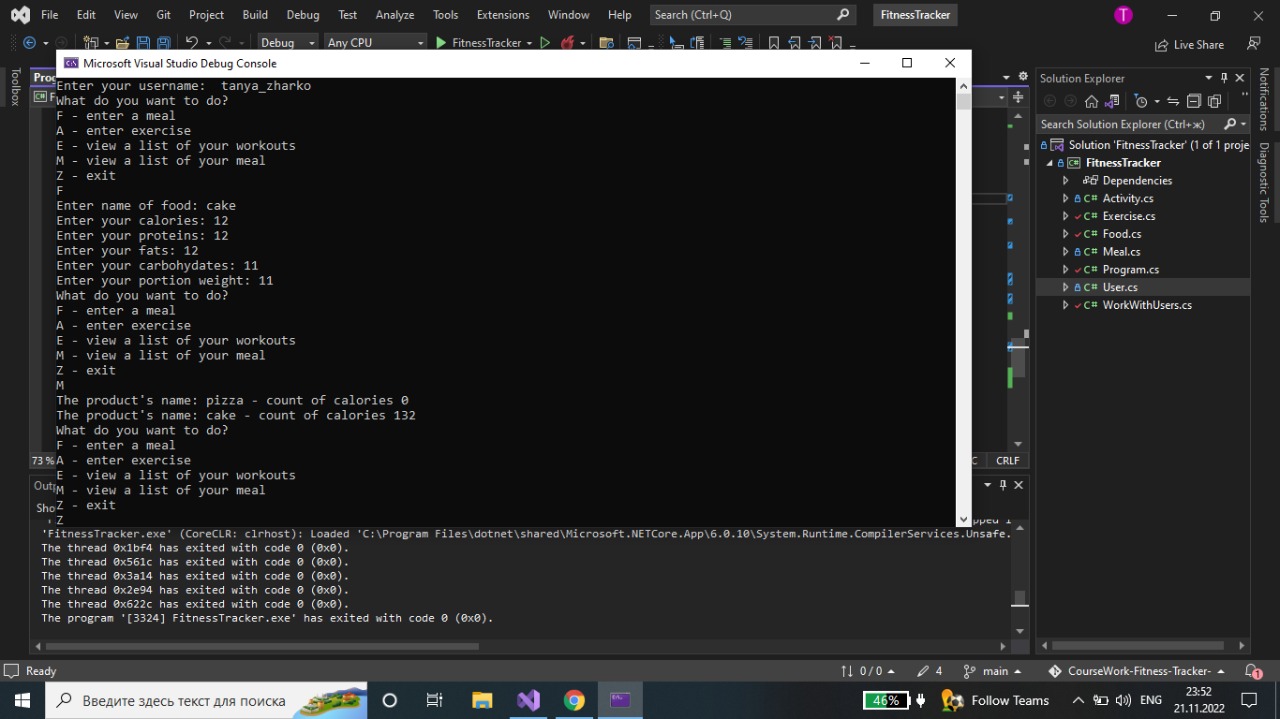 File Edit View Git Project Build Debug Test Analyze Tools Extensions Window Help Search (Ctrl+Q) FitnessTracker T
Debug Any CPU FitnessTracker Live Share
Toolbox
Prog
Microsoft Visual Studio Debug Console
Enter your username:  tanya_zharko
What do you want to do?
F - enter a meal
A - enter exercise
E - view a list of your workouts
M - view a list of your meal
Z - exit
F
Enter name of food: cake
Enter your calories: 12
Enter your proteins: 12
Enter your fats: 12
Enter your carbohydates: 11
Enter your portion weight: 11
What do you want to do?
F - enter a meal
A - enter exercise
E - view a list of your workouts
M - view a list of your meal
Z - exit
M
The product's name: pizza - count of calories 0
The product's name: cake - count of calories 132
What do you want to do?
F - enter a meal
A - enter exercise
E - view a list of your workouts
M - view a list of your meal
Z - exit
Z
73 %
CRLF
Outp
Sho
'FitnessTracker.exe' (CoreCLR: clrhost): Loaded 'C:\Program Files\dotnet\shared\Microsoft.NETCore.App\6.0.10\System.Runtime.CompilerServices.Unsafe.
The thread 0x1bf4 has exited with code 0 (0x0).
The thread 0x561c has exited with code 0 (0x0).
The thread 0x3a14 has exited with code 0 (0x0).
The thread 0x2e94 has exited with code 0 (0x0).
The thread 0x622c has exited with code 0 (0x0).
The program '[3324] FitnessTracker.exe' has exited with code 0 (0x0).
Solution Explorer
Search Solution Explorer (Ctrl+ж)
Solution 'FitnessTracker' (1 of 1 proje
FitnessTracker
Dependencies
Activity.cs
Exercise.cs
Food.cs
Meal.cs
Program.cs
User.cs
WorkWithUsers.cs
Notifications
Diagnostic Tools
Ready 0 / 0 4 main CourseWork-Fitness-Tracker- 1
Введите здесь текст для поиска 46% Follow Teams ENG 23:52
21.11.2022